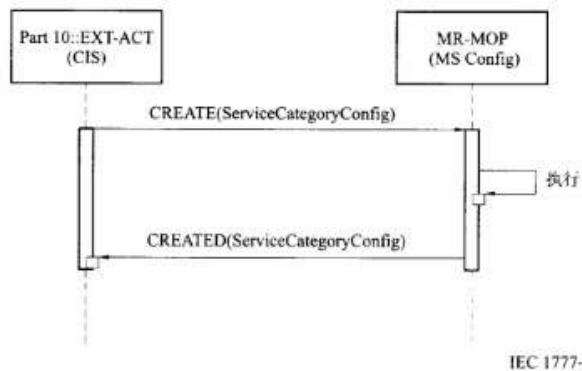 Part 10::EXT-ACT
(CIS)
MR-MOP
(MS Config)
CREATE(ServiceCategoryConfig)
执行
CREATED(ServiceCategoryConfig)
IEC 1777-